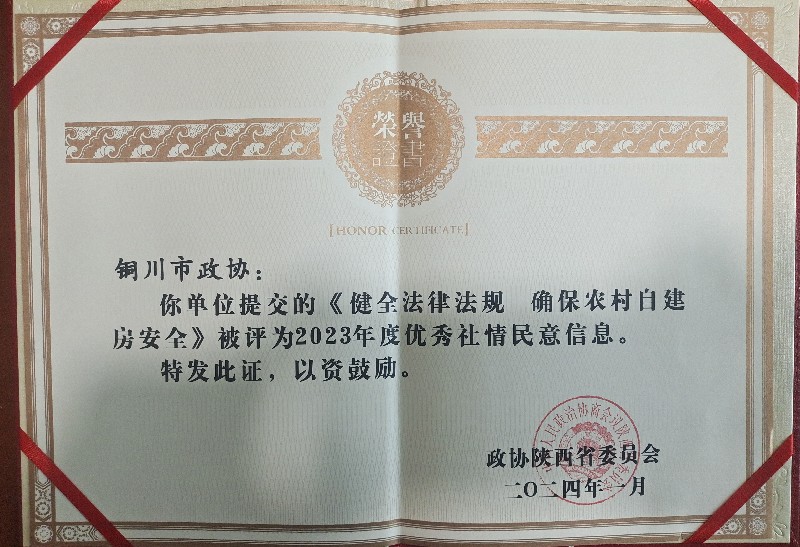 荣誉
證書
[HONOR CERTIFICATE]
铜川市政协：
你单位提交的《健全法律法规 确保农村自建
房安全》被评为2023年度优秀社情民意信息。
特发此证，以资鼓励。
政协陕西省委员会
二〇二四年一月